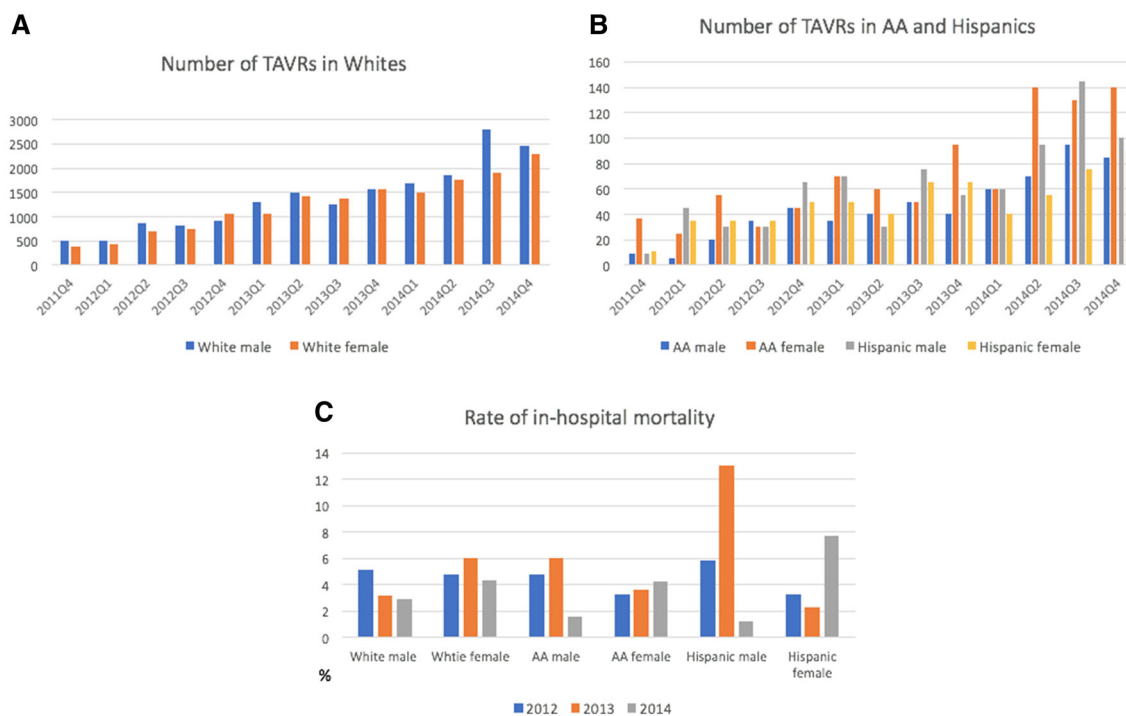 A
Number of TAVRs in Whites
3000
2500
2000
1500
1000
500
0
2011Q4
2012Q1
2012Q2
2012Q3
2012Q4
2013Q1
2013Q2
2013Q3
2013Q4
2014Q1
2014Q2
2014Q3
2014Q4
White male
White female
B
Number of TAVRs in AA and Hispanics
160
140
120
100
80
60
40
20
0
2011Q4
2012Q1
2012Q2
2012Q3
2012Q4
2013Q1
2013Q2
2013Q3
2013Q4
2014Q1
2014Q2
2014Q3
2014Q4
AA male
AA female
Hispanic male
Hispanic female
C
Rate of in-hospital mortality
14
12
10
8
6
4
2
0
White male
Whtie female
AA male
AA female
Hispanic male
Hispanic
female
%
2012
2013
2014